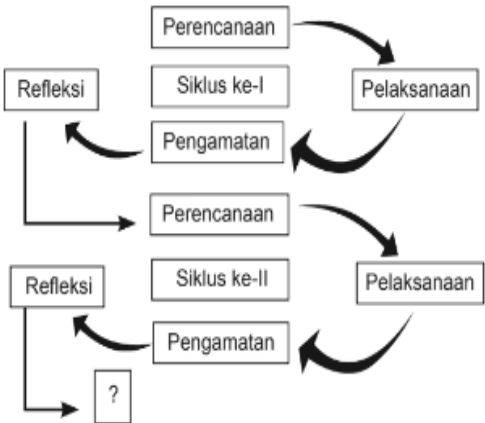 Perencanaan
Siklus ke-I
Refleksi
Pelaksanaan
Pengamatan
Perencanaan
Siklus ke-II
Refleksi
Pelaksanaan
Pengamatan
?